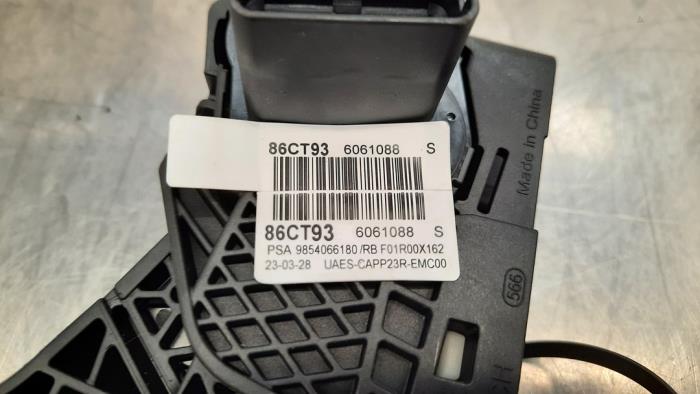 86CT93 6061088 S
86CT93 6061088 S
PSA 9854066180 /RB F01R00X162
23-03-28 UAES-CAPP23R-EMC00
Made in China
566